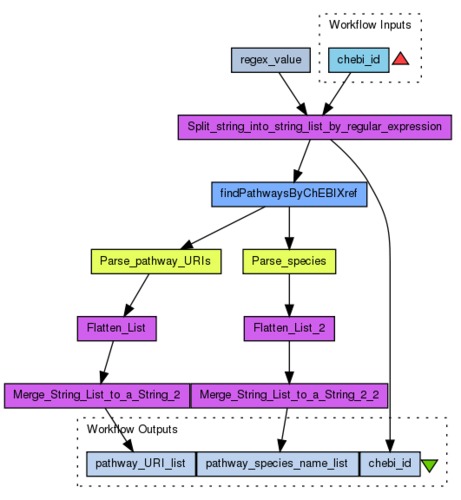 Workflow Inputs
regex_value
chebi_id
Split_string_into_string_list_by_regular_expression
findPathwaysByChEBIXref
Parse_pathway_URIs
Parse_species
Flatten_List
Flatten_List_2
Merge_String_List_to_a_String_2
Merge_String_List_to_a_String_2_2
Workflow Outputs
pathway_URI_list
pathway_species_name_list
chebi_id